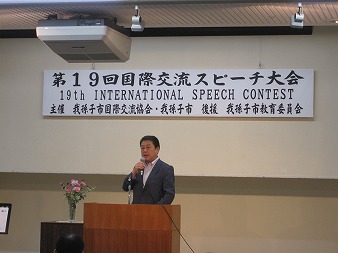 第19回国際交流スピーチ大会
19th INTERNATIONAL SPEECH CONTEST
主催 我孫子市国際交流協会・我孫子市 後援 我孫子市教育委員会